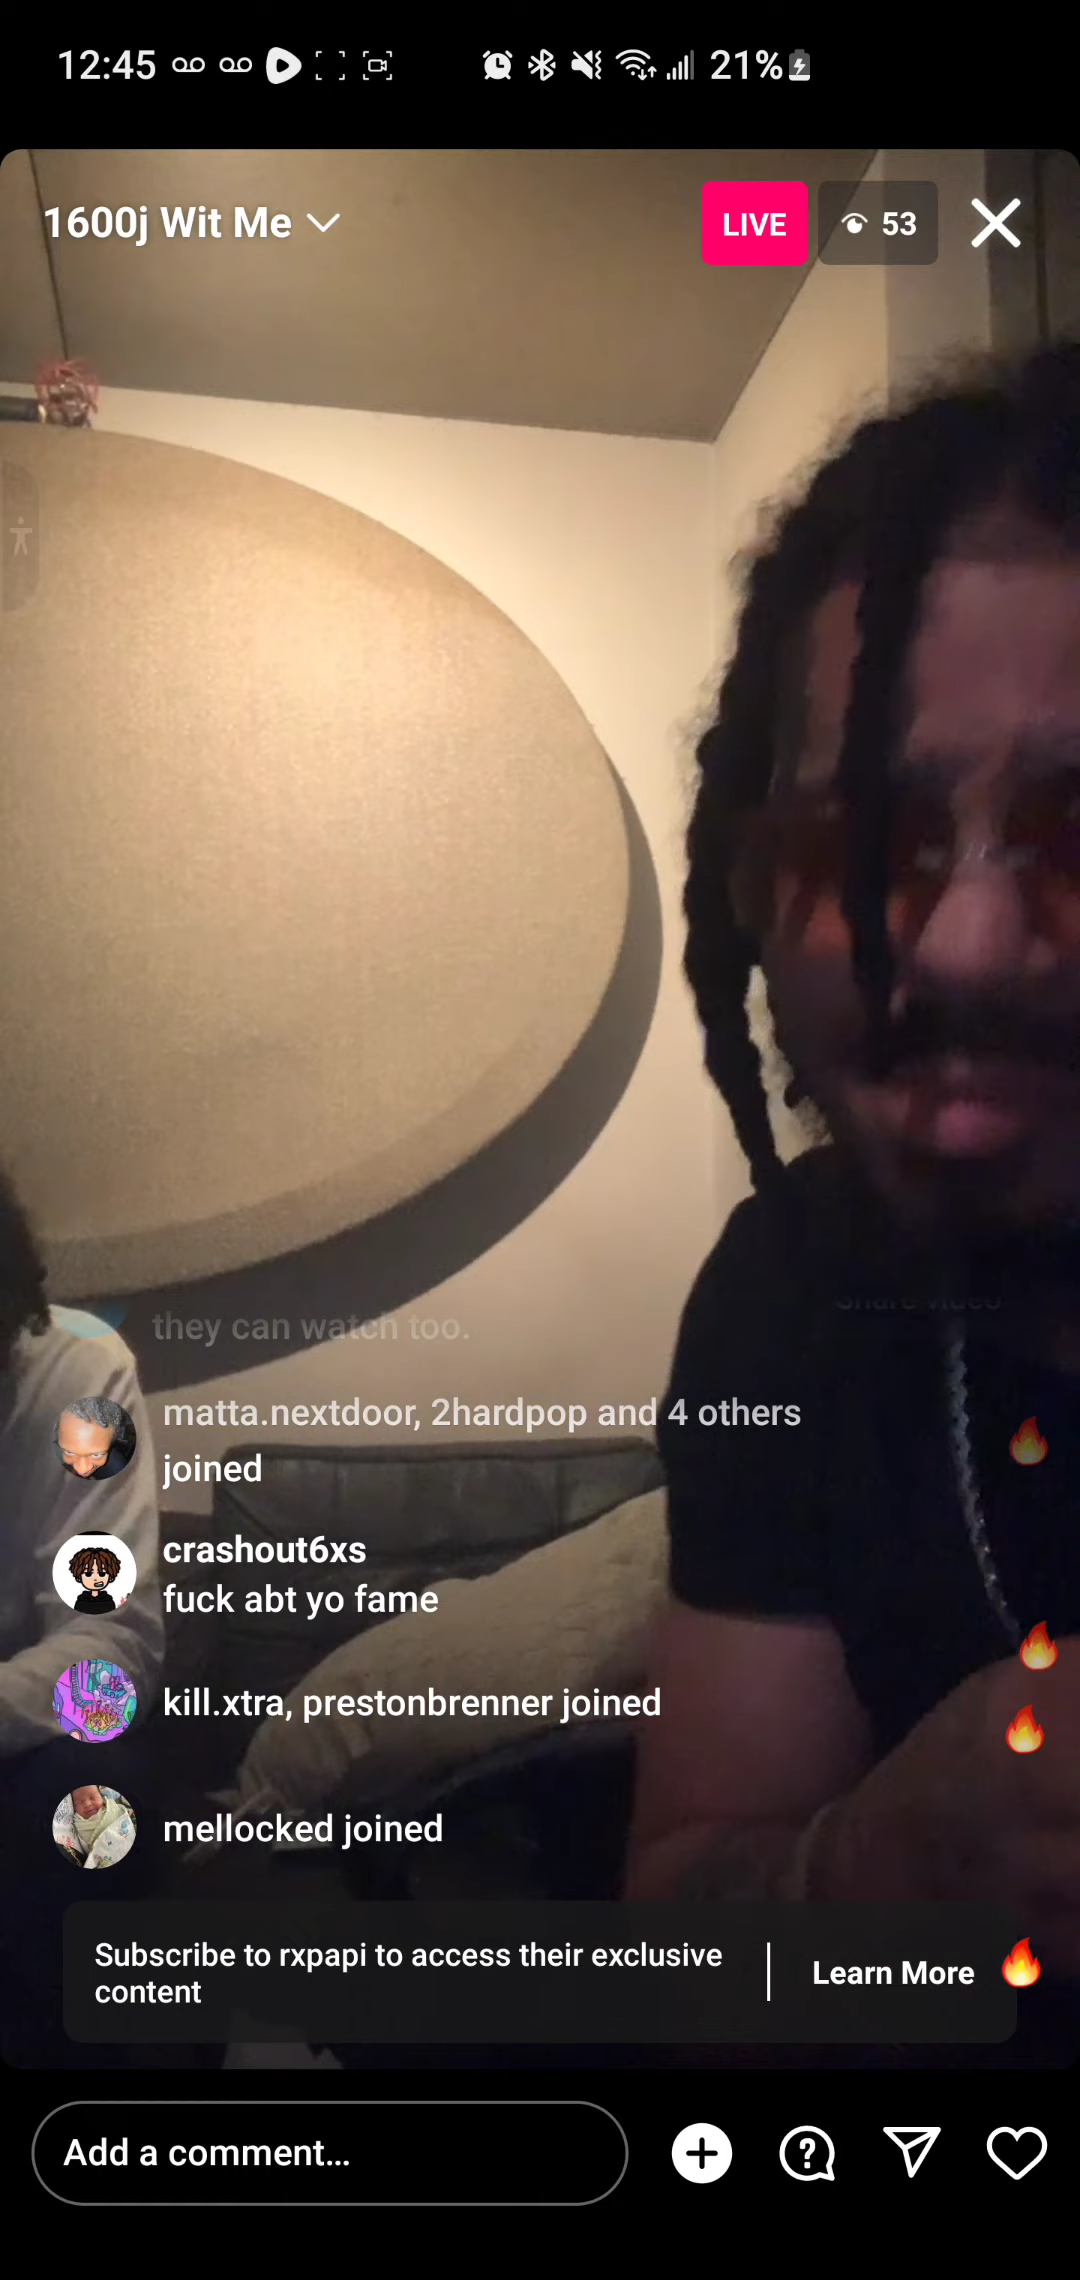 12:45
21%
1600j Wit Me
LIVE
53
they can watch too.
matta.nextdoor, 2hardpop and 4 others
joined
crashout6xs
fuck abt yo fame
kill.xtra, prestonbrenner joined
mellocked joined
Subscribe to rxpapi to access their exclusive
content
Learn More
Add a comment...